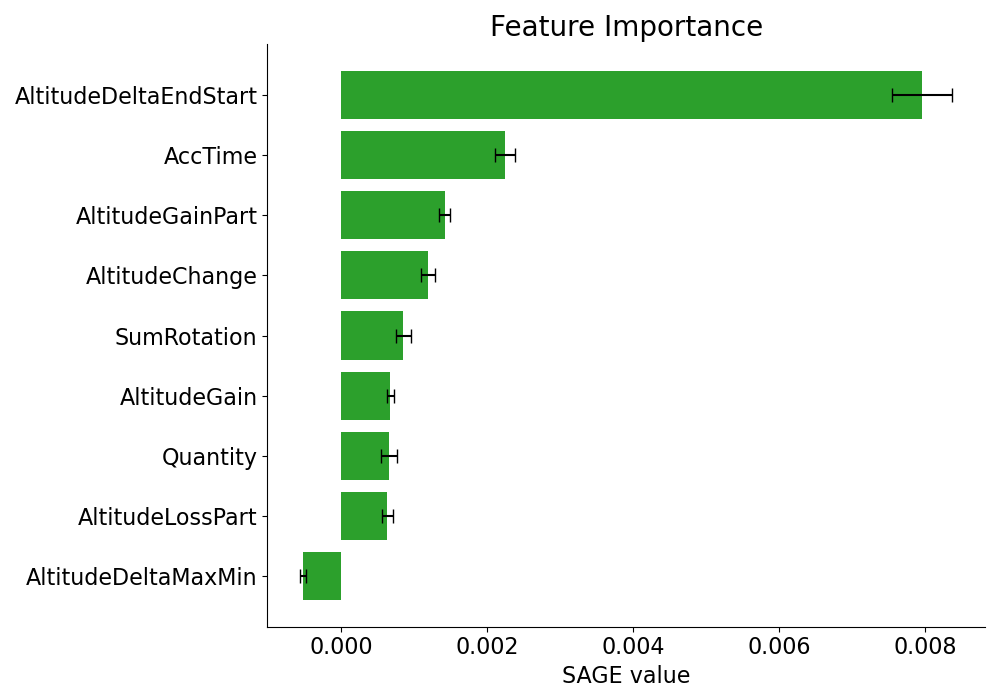 Feature Importance
AltitudeDeltaEndStart
AccTime
AltitudeGainPart
AltitudeChange
SumRotation
AltitudeGain
Quantity
AltitudeLossPart
AltitudeDeltaMaxMin
0.000 0.002 0.004 0.006 0.008
SAGE value